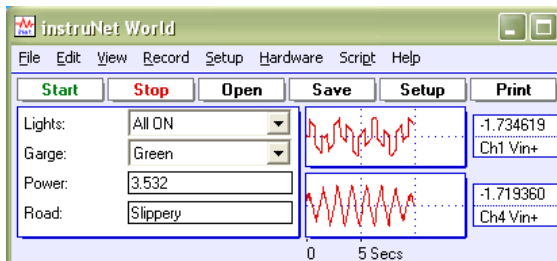 instruNet World
File Edit View Record Setup Hardware Script Help
Start Stop Open Save Setup Print
Lights: All ON
Garge: Green
Power: 3.532
Road: Slippery
-1.734619
Ch1 Vin+
-1.719360
Ch4 Vin+
0 5 Secs